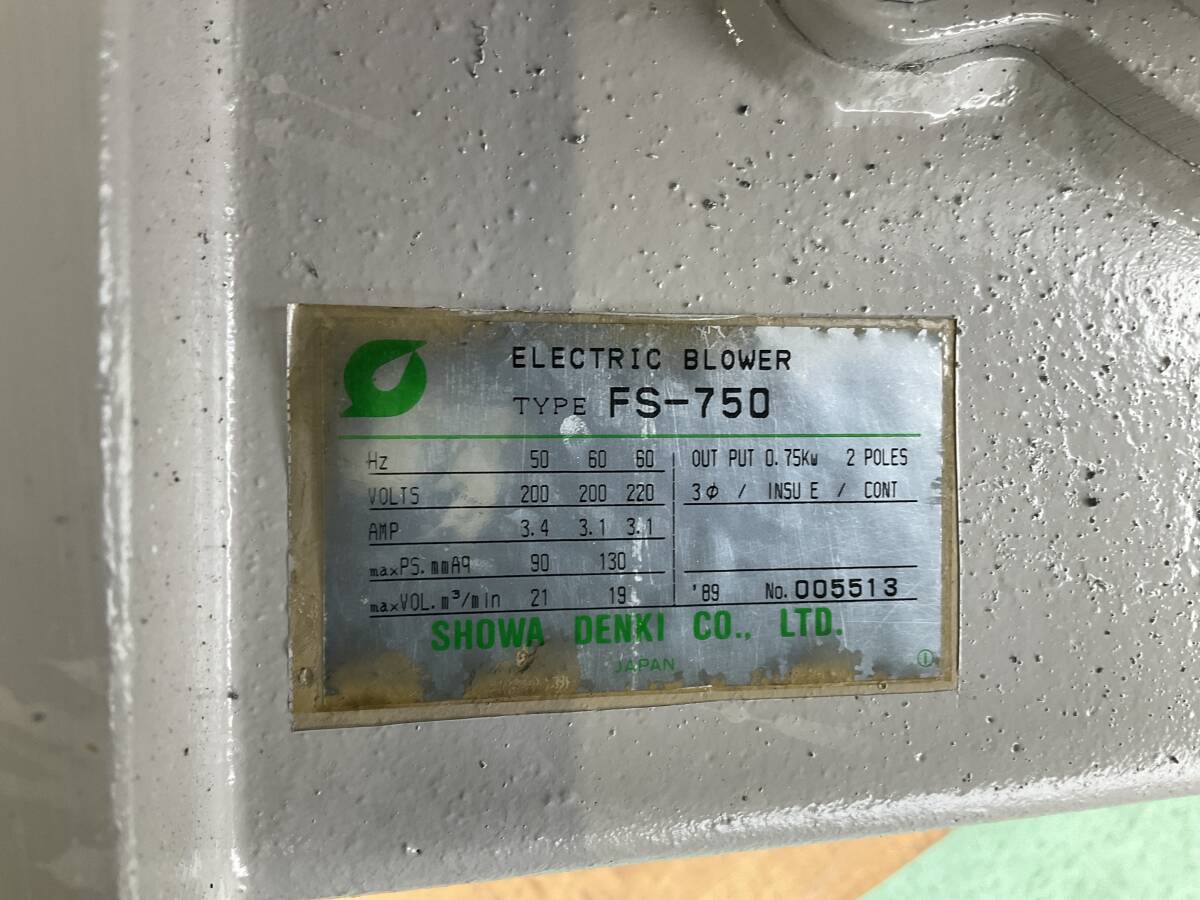 ELECTRIC BLOWER
TYPE FS-750
Hz 50 60 60
VOLTS 200 200 220
AMP 3.4 3.1 3.1
maxPS. mmAq 90 130
maxVOL. m³/min 21 19
OUT PUT 0.75Kw 2 POLES
3φ / INSU E / CONT
'89 No. 005513
SHOWA DENKI CO., LTD.
JAPAN